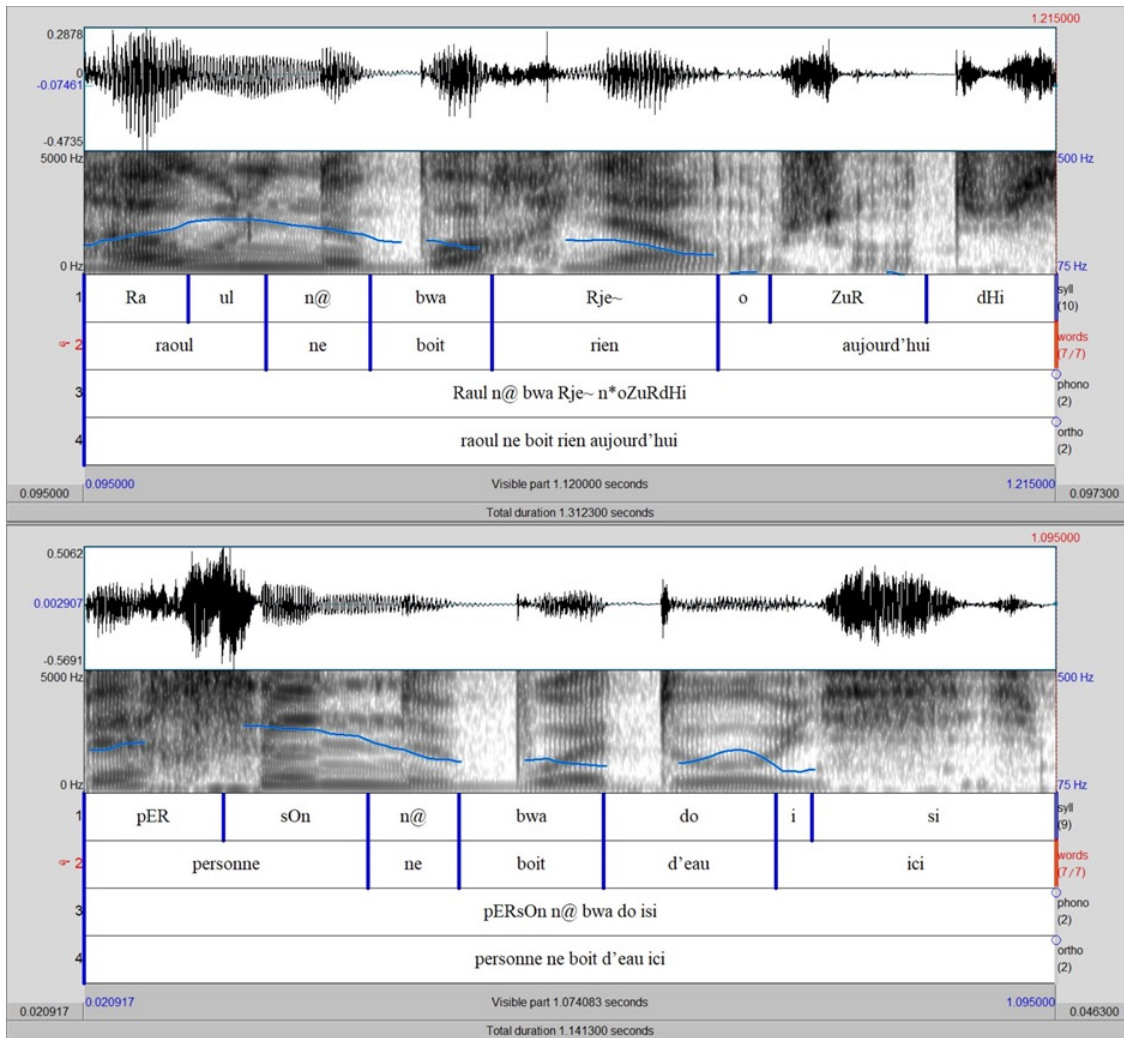 1.215000
0.2878
0
-0.07461
-0.4735
5000 Hz
500 Hz
0 Hz
75 Hz
1 Ra ul n@ bwa Rje~ o ZuR dHi syll (10)
2 raoul ne boit rien aujourd'hui words (7/7)
3 Raul n@ bwa Rje~ n*oZuRdHi phono (2)
4 raoul ne boit rien aujourd'hui ortho (2)
0.095000 0.095000 Visible part 1.120000 seconds 1.215000 0.097300
Total duration 1.312300 seconds
1.095000
0.5062
0.002907
-0.5691
5000 Hz
500 Hz
0 Hz
75 Hz
1 pER sOn n@ bwa do i si syll (9)
2 personne ne boit d'eau ici words (7/7)
3 pERsOn n@ bwa do isi phono (2)
4 personne ne boit d'eau ici ortho (2)
0.020917 0.020917 Visible part 1.074083 seconds 1.095000 0.046300
Total duration 1.141300 seconds